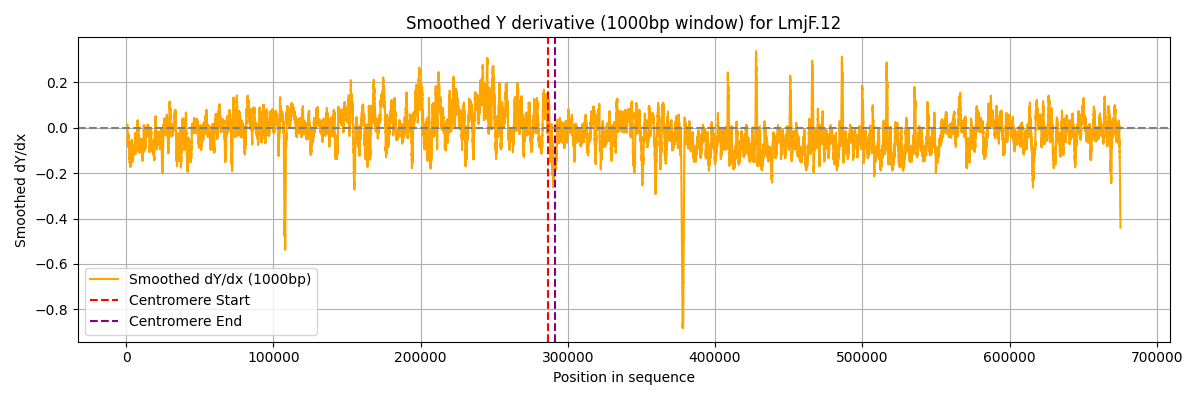 Smoothed Y derivative (1000bp window) for LmjF.12
Smoothed dY/dx
0.2
0.0
−0.2
−0.4
−0.6
−0.8
Smoothed dY/dx (1000bp)
Centromere Start
Centromere End
0 100000 200000 300000 400000 500000 600000 700000
Position in sequence